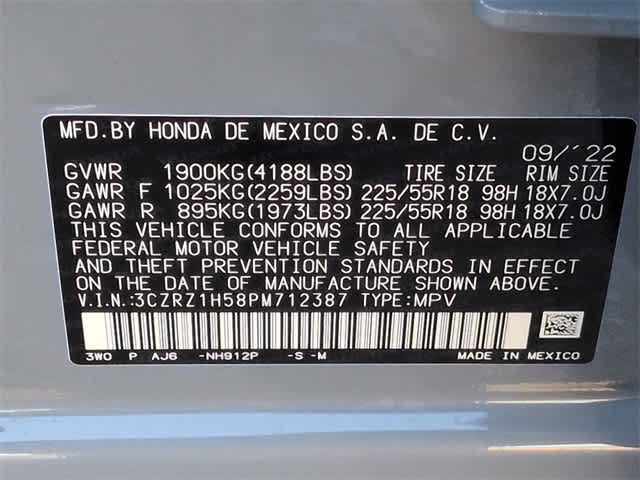 MFD.BY HONDA DE MEXICO S.A. DE C.V.
09/'22
GVWR 1900KG(4188LBS) TIRE SIZE RIM SIZE
GAWR F 1025KG(2259LBS) 225/55R18 98H 18X7.0J
GAWR R 895KG(1973LBS) 225/55R18 98H 18X7.0J
THIS VEHICLE CONFORMS TO ALL APPLICABLE
FEDERAL MOTOR VEHICLE SAFETY
AND THEFT PREVENTION STANDARDS IN EFFECT
ON THE DATE OF MANUFACTURE SHOWN ABOVE.
V.I.N.:3CZRZ1H58PM712387 TYPE:MPV
3W0 P AJ6 -NH912P -S -M MADE IN MEXICO